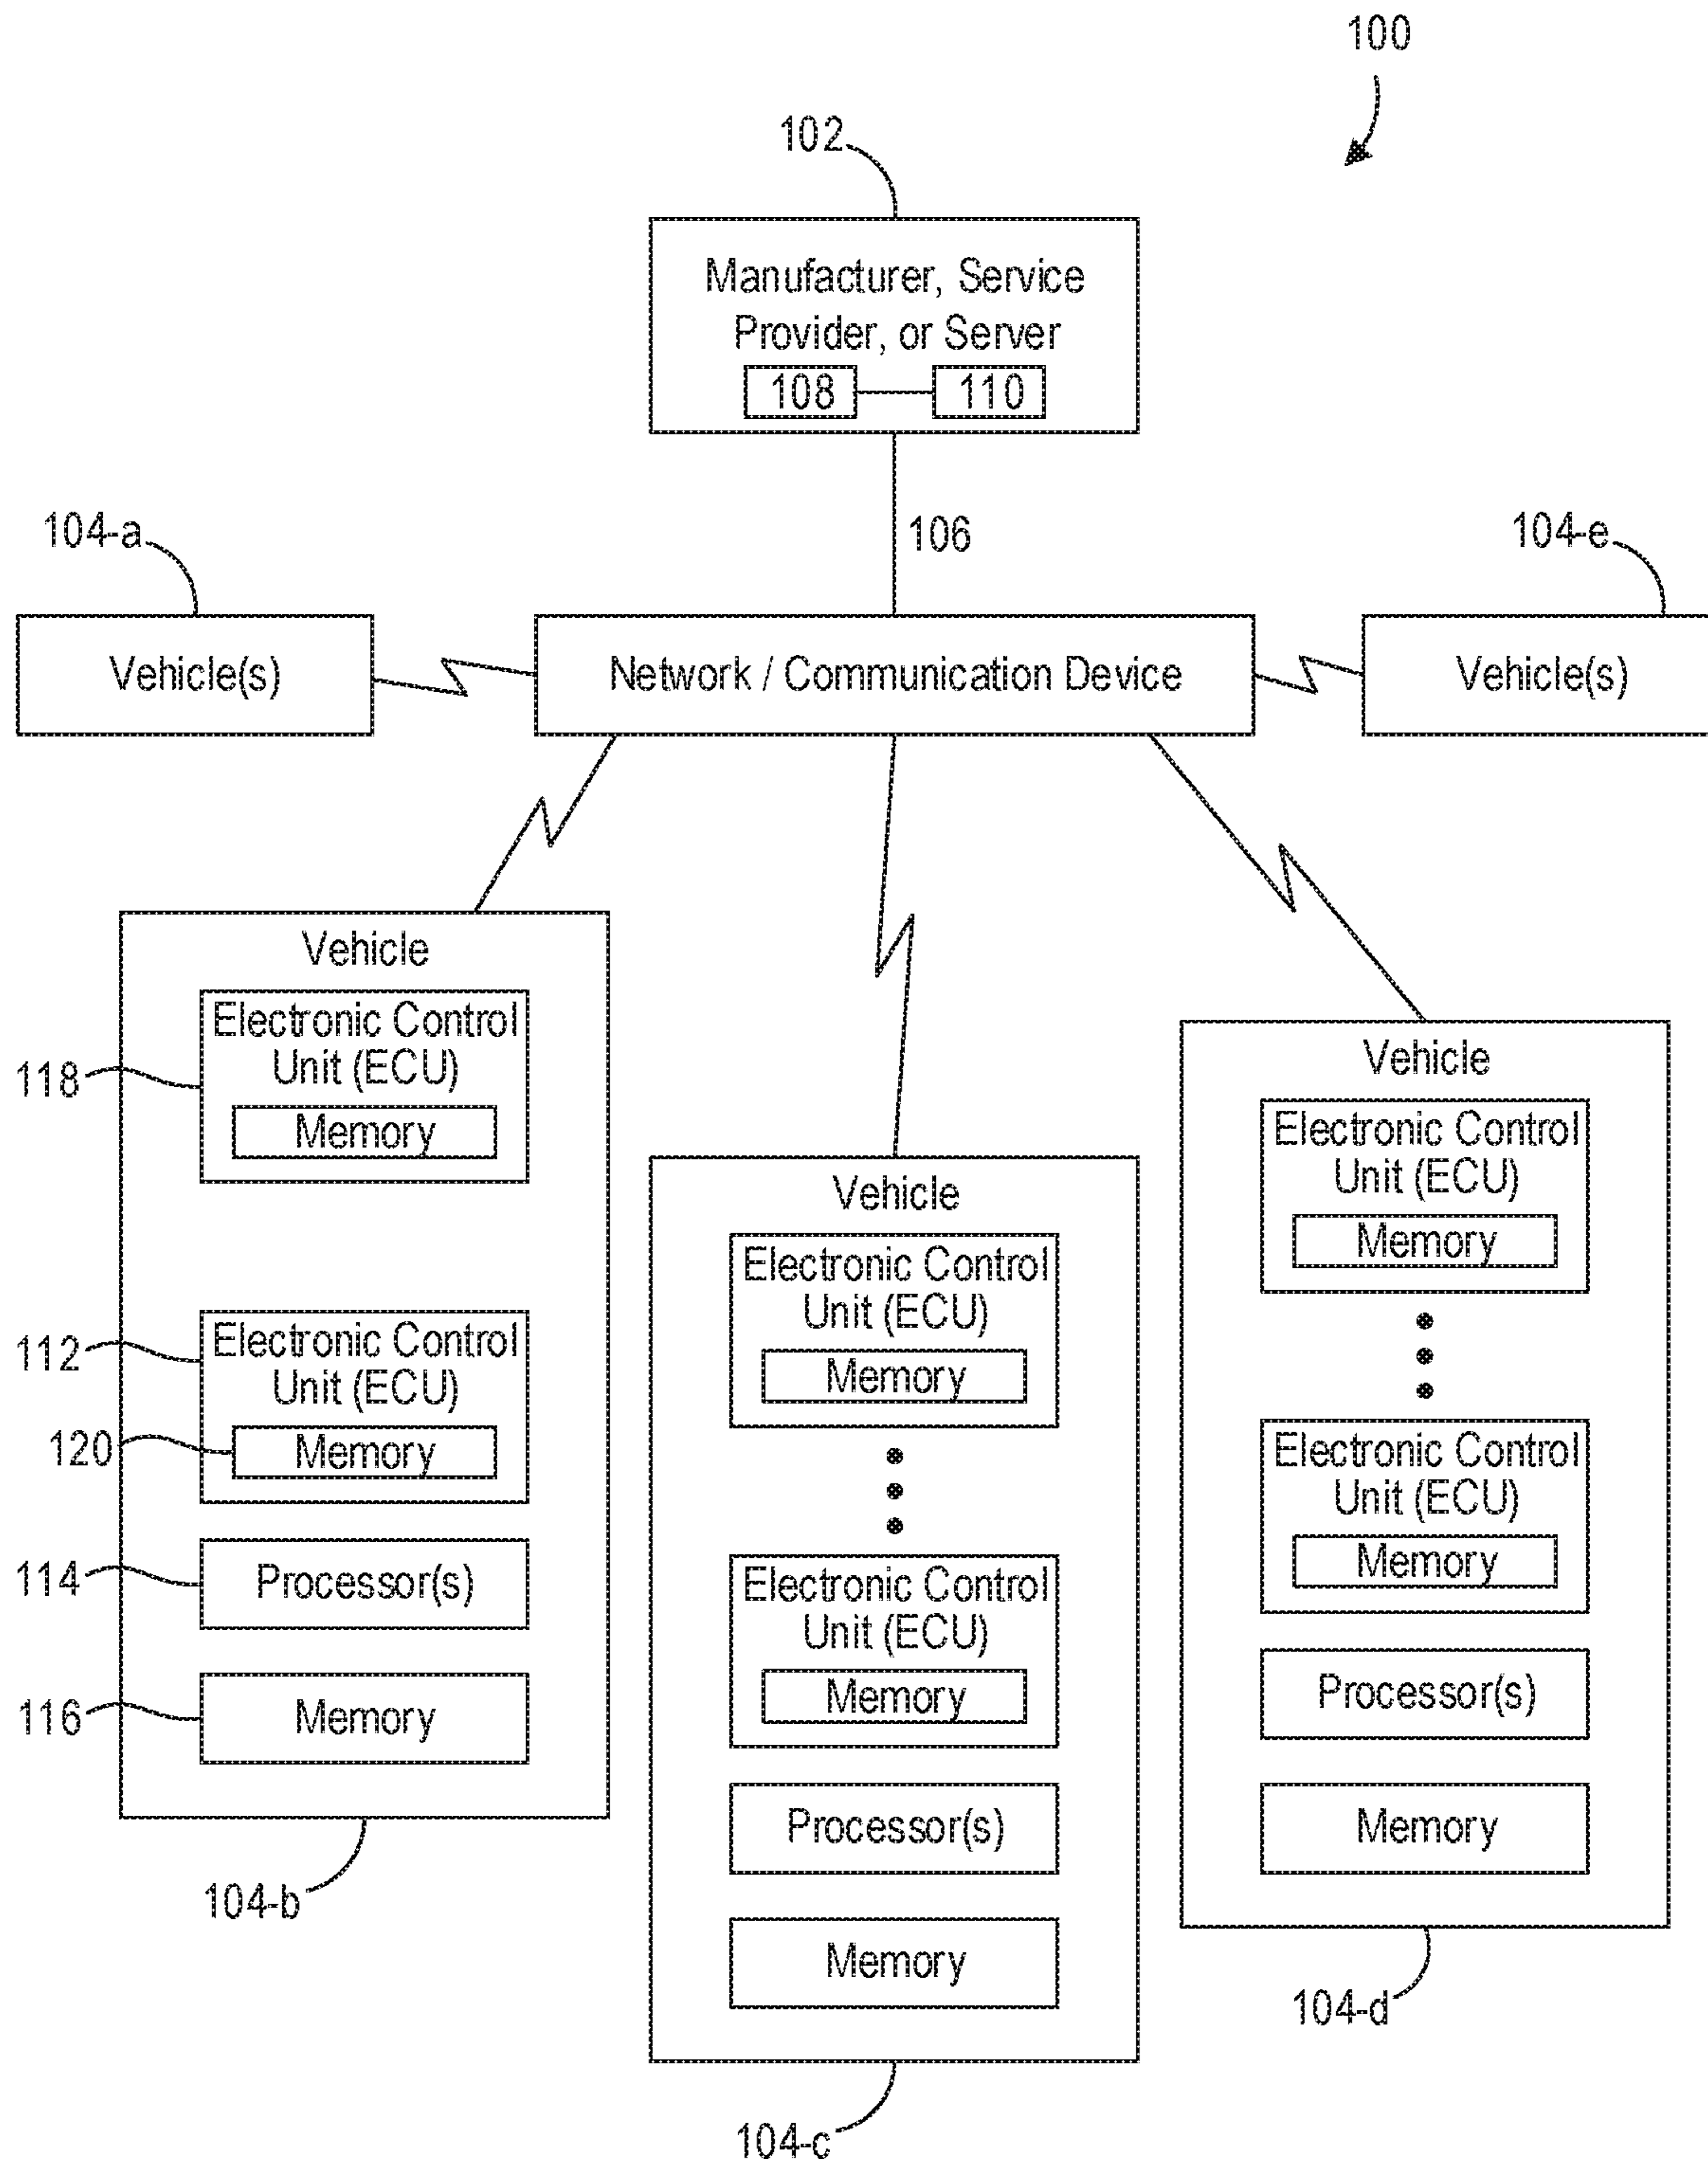 100
102
Manufacturer, Service
Provider, or Server
108
110
106
104-a
104-e
Vehicle(s)
Network / Communication Device
Vehicle(s)
Vehicle
Electronic Control
Unit (ECU)
Memory
118
Electronic Control
Unit (ECU)
Memory
112
120
Processor(s)
114
Memory
116
104-b
Vehicle
Electronic Control
Unit (ECU)
Memory
Electronic Control
Unit (ECU)
Memory
Processor(s)
Memory
104-c
Vehicle
Electronic Control
Unit (ECU)
Memory
Electronic Control
Unit (ECU)
Memory
Processor(s)
Memory
104-d